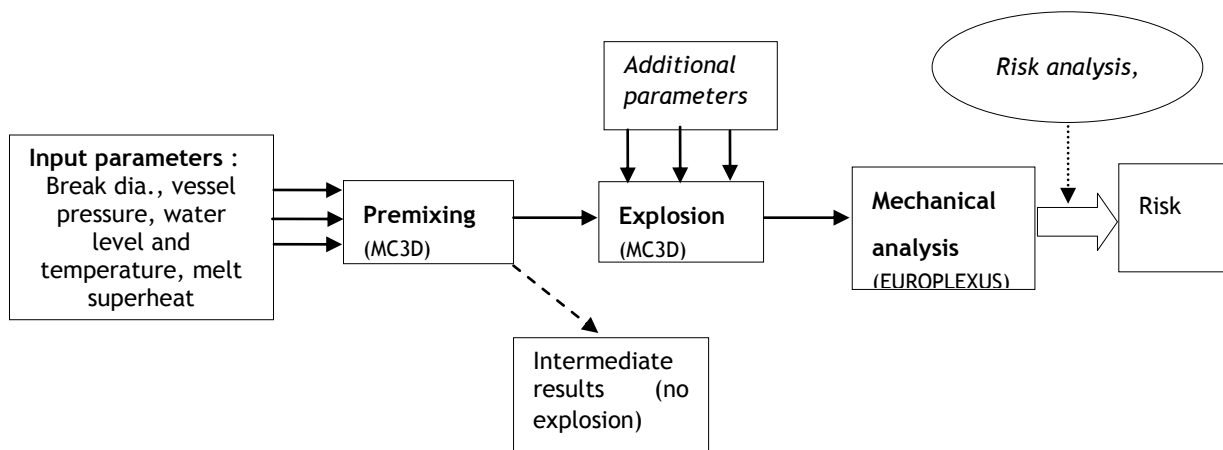 Input parameters :
Break dia., vessel
pressure, water
level and
temperature, melt
superheat
Premixing
(MC3D)
Intermediate
results (no
explosion)
Additional
parameters
Explosion
(MC3D)
Mechanical
analysis
(EUROPLEXUS)
Risk analysis,
Risk